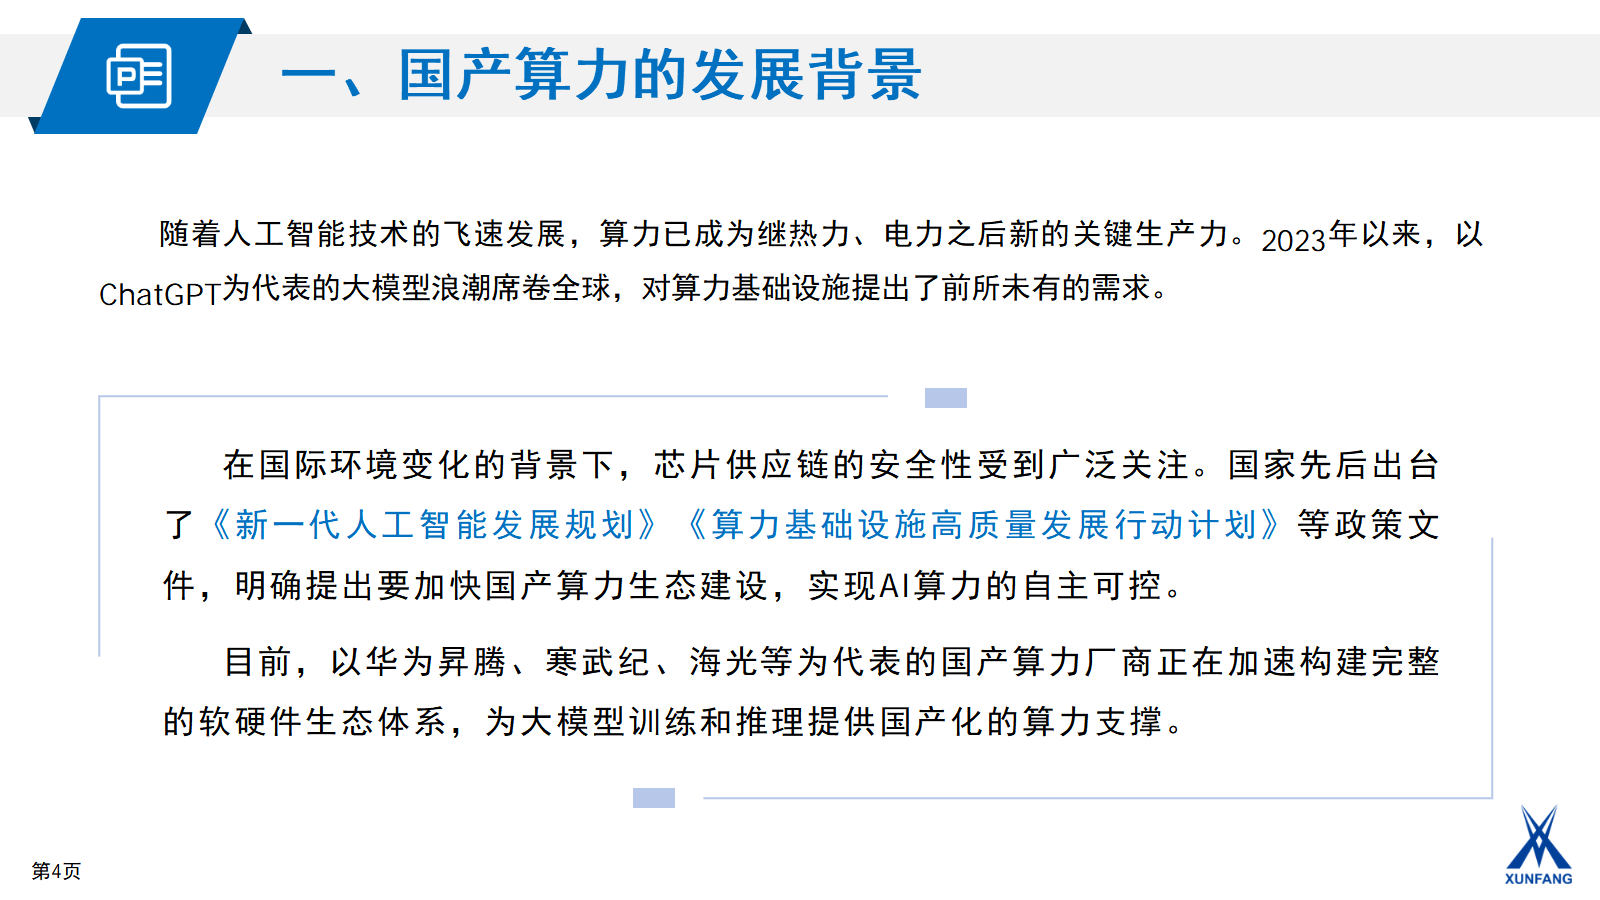 一、国产算力的发展背景
随着人工智能技术的飞速发展，算力已成为继热力、电力之后新的关键生产力。2023年以来，以
ChatGPT为代表的大模型浪潮席卷全球，对算力基础设施提出了前所未有的需求。
在国际环境变化的背景下，芯片供应链的安全性受到广泛关注。国家先后出台
了《新一代人工智能发展规划》《算力基础设施高质量发展行动计划》等政策文
件，明确提出要加快国产算力生态建设，实现AI算力的自主可控。
目前，以华为昇腾、寒武纪、海光等为代表的国产算力厂商正在加速构建完整
的软硬件生态体系，为大模型训练和推理提供国产化的算力支撑。
第4页
XUNFANG